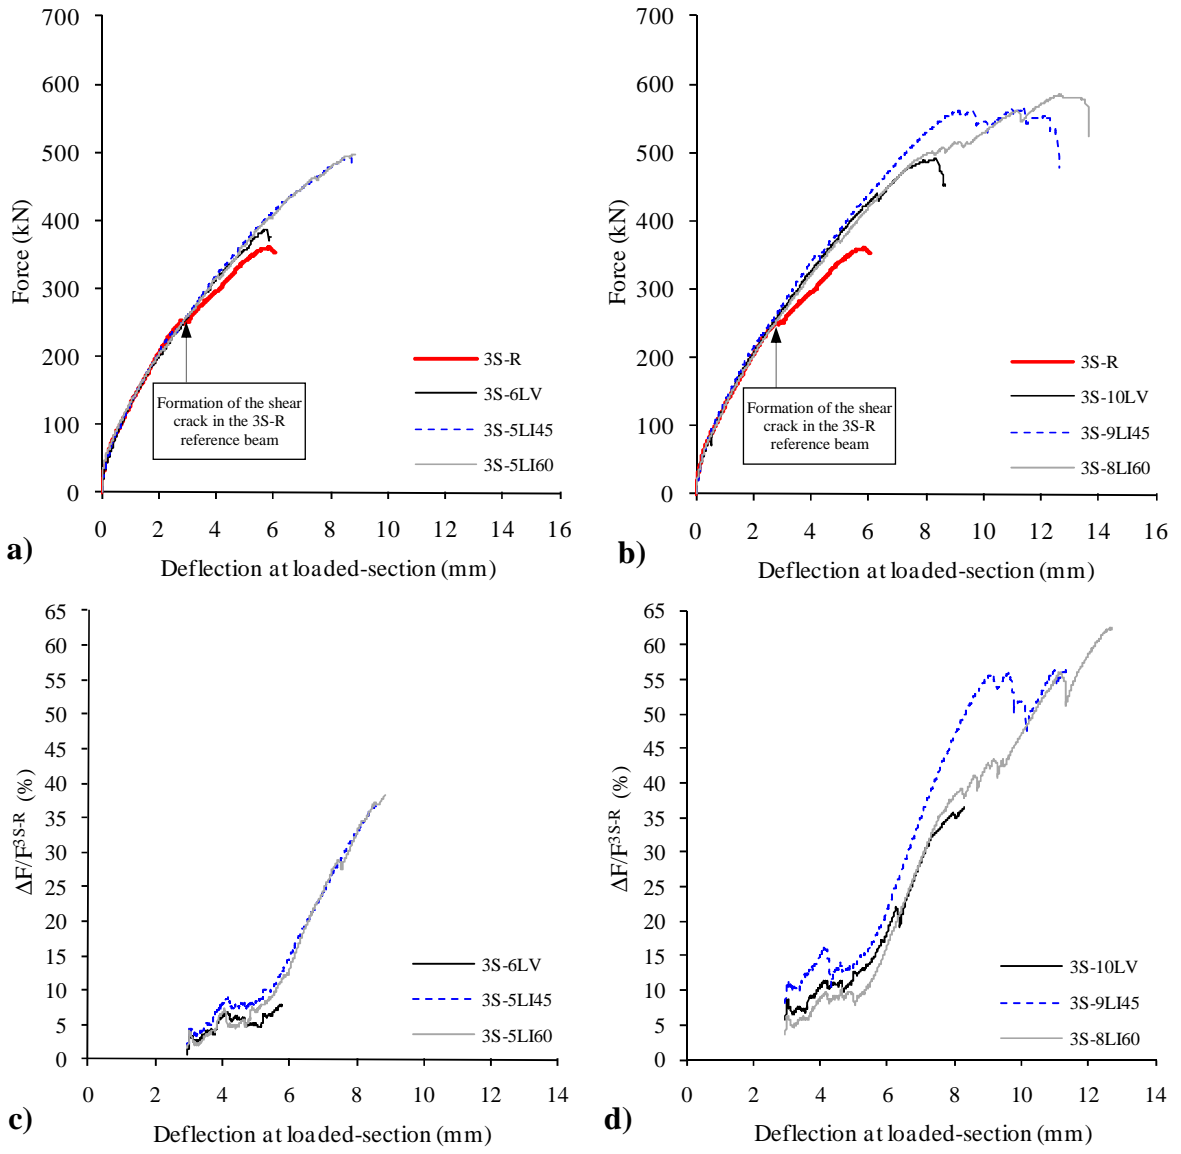 700
600
500
400
300
200
100
0
Force (kN)
3S-R
3S-6LV
3S-5LI45
3S-5LI60
Formation of the shear
crack in the 3S-R
reference beam
0 2 4 6 8 10 12 14 16
a)
Deflection at loaded-section (mm)
700
600
500
400
300
200
100
0
Force (kN)
3S-R
3S-10LV
3S-9LI45
3S-8LI60
Formation of the shear
crack in the 3S-R
reference beam
0 2 4 6 8 10 12 14 16
b)
Deflection at loaded-section (mm)
65
60
55
50
45
40
35
30
25
20
15
10
5
0
ΔF/F3S-R (%)
3S-6LV
3S-5LI45
3S-5LI60
0 2 4 6 8 10 12 14
c)
Deflection at loaded-section (mm)
65
60
55
50
45
40
35
30
25
20
15
10
5
0
ΔF/F3S-R (%)
3S-10LV
3S-9LI45
3S-8LI60
0 2 4 6 8 10 12 14
d)
Deflection at loaded-section (mm)